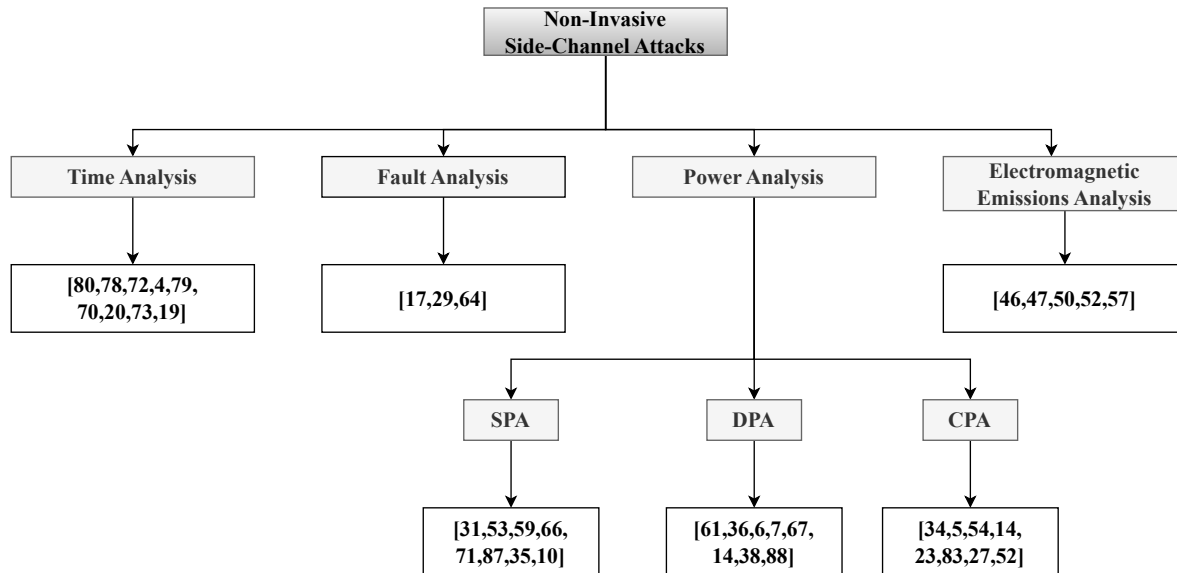 Non-Invasive
Side-Channel Attacks
Time Analysis
Fault Analysis
Power Analysis
Electromagnetic
Emissions Analysis
[80,78,72,4,79,
70,20,73,19]
[17,29,64]
[46,47,50,52,57]
SPA
DPA
CPA
[31,53,59,66,
71,87,35,10]
[61,36,6,7,67,
14,38,88]
[34,5,54,14,
23,83,27,52]